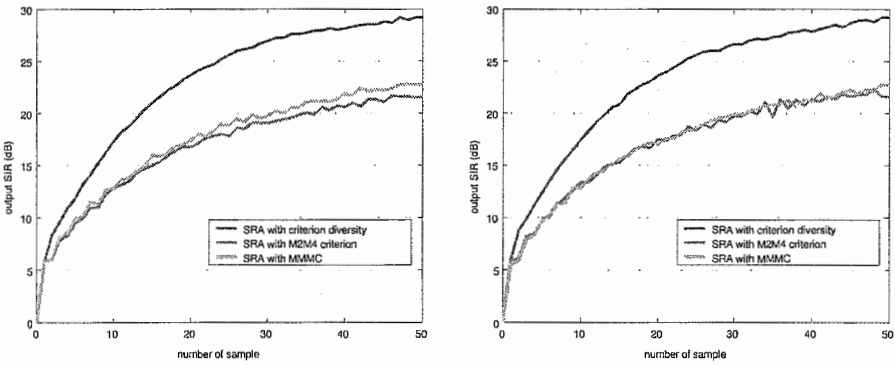 30
25
20
15
10
5
0
output SIR (dB)
SRA with criterion diversity
SRA with M2M4 criterion
SRA with MMMC
0 10 20 30 40 50
number of sample
30
25
20
15
10
5
0
output SIR (dB)
SRA with criterion diversity
SRA with M2M4 criterion
SRA with MMMC
0 10 20 30 40 50
number of sample